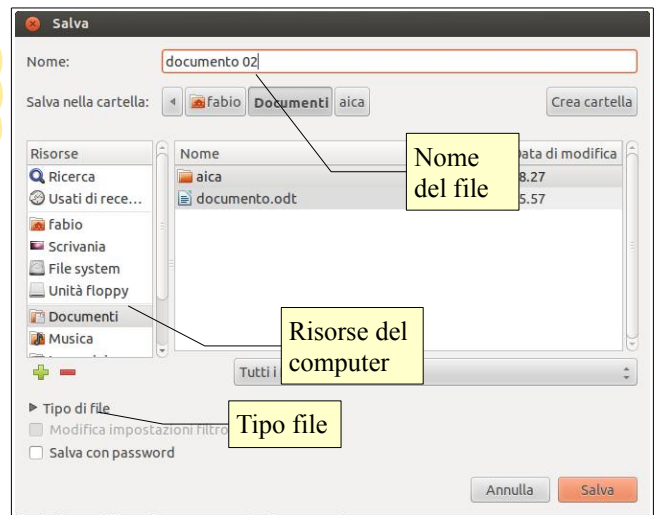 Salva
Nome: documento 02
Salva nella cartella: fabio Documenti aica Crea cartella
Risorse
Ricerca
Usati di rece...
fabio
Scrivania
File system
Unità floppy
Documenti
Musica
Nome ata di modifica
aica 8.27
documento.odt 5.57
Nome
del file
Risorse del
computer
Tutti i
Tipo di file
Tipo file
Modifica impostazioni filtro
Salva con password
Annulla Salva